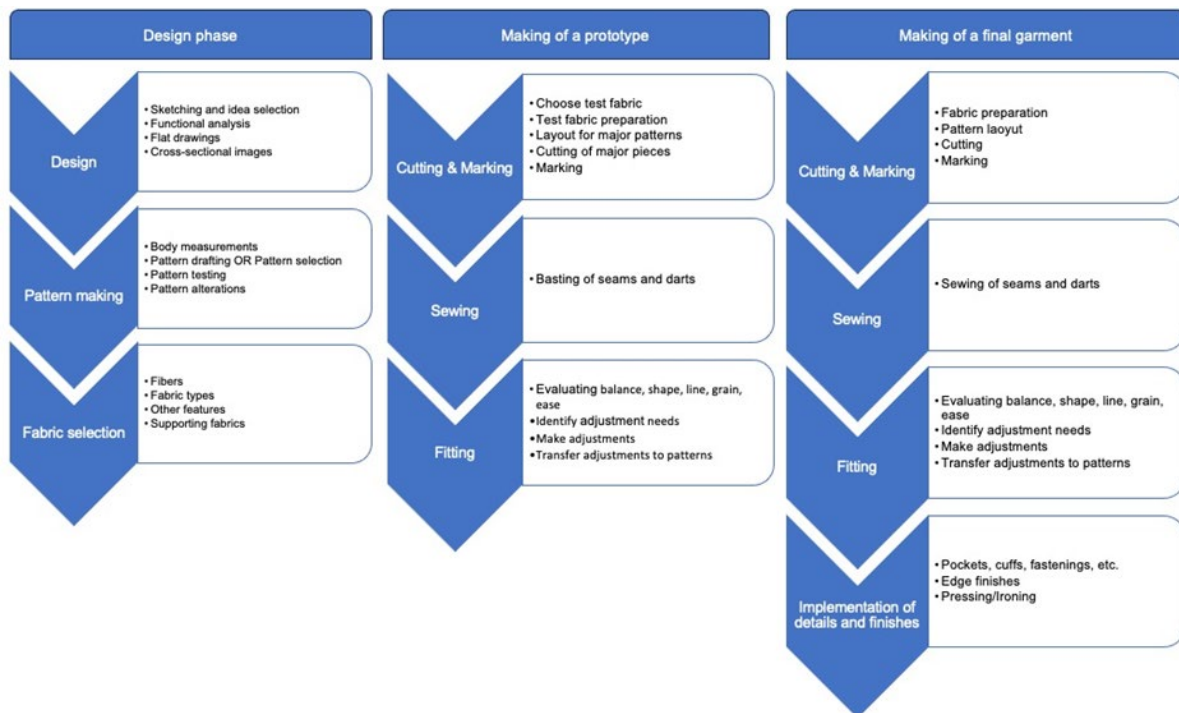 Design phase
Design
• Sketching and idea selection
• Functional analysis
• Flat drawings
• Cross-sectional images
Pattern making
• Body measurements
• Pattern drafting OR Pattern selection
• Pattern testing
• Pattern alterations
Fabric selection
• Fibers
• Fabric types
• Other features
• Supporting fabrics
Making of a prototype
Cutting & Marking
• Choose test fabric
• Test fabric preparation
• Layout for major patterns
• Cutting of major pieces
• Marking
Sewing
• Basting of seams and darts
Fitting
• Evaluating balance, shape, line, grain,
ease
• Identify adjustment needs
• Make adjustments
• Transfer adjustments to patterns
Making of a final garment
Cutting & Marking
• Fabric preparation
• Pattern laoyut
• Cutting
• Marking
Sewing
• Sewing of seams and darts
Fitting
• Evaluating balance, shape, line, grain,
ease
• Identify adjustment needs
• Make adjustments
• Transfer adjustments to patterns
Implementation of
details and finishes
• Pockets, cuffs, fastenings, etc.
• Edge finishes
• Pressing/Ironing